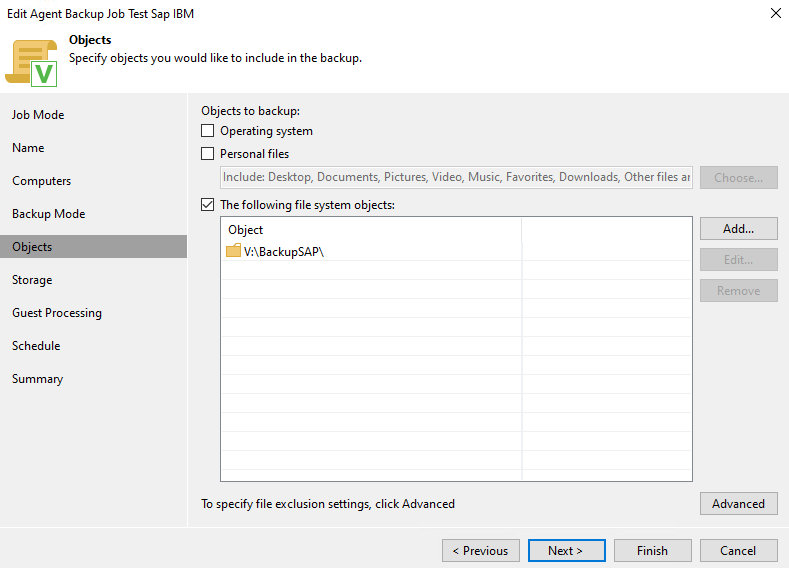 Edit Agent Backup Job Test Sap IBM
Objects
Specify objects you would like to include in the backup.
Job Mode
Name
Computers
Backup Mode
Objects
Storage
Guest Processing
Schedule
Summary
Objects to backup:
Operating system
Personal files
Include: Desktop, Documents, Pictures, Video, Music, Favorites, Downloads, Other files ar
Choose...
The following file system objects:
Object
V:\BackupSAP\
Add...
Edit...
Remove
To specify file exclusion settings, click Advanced
Advanced
< Previous
Next >
Finish
Cancel